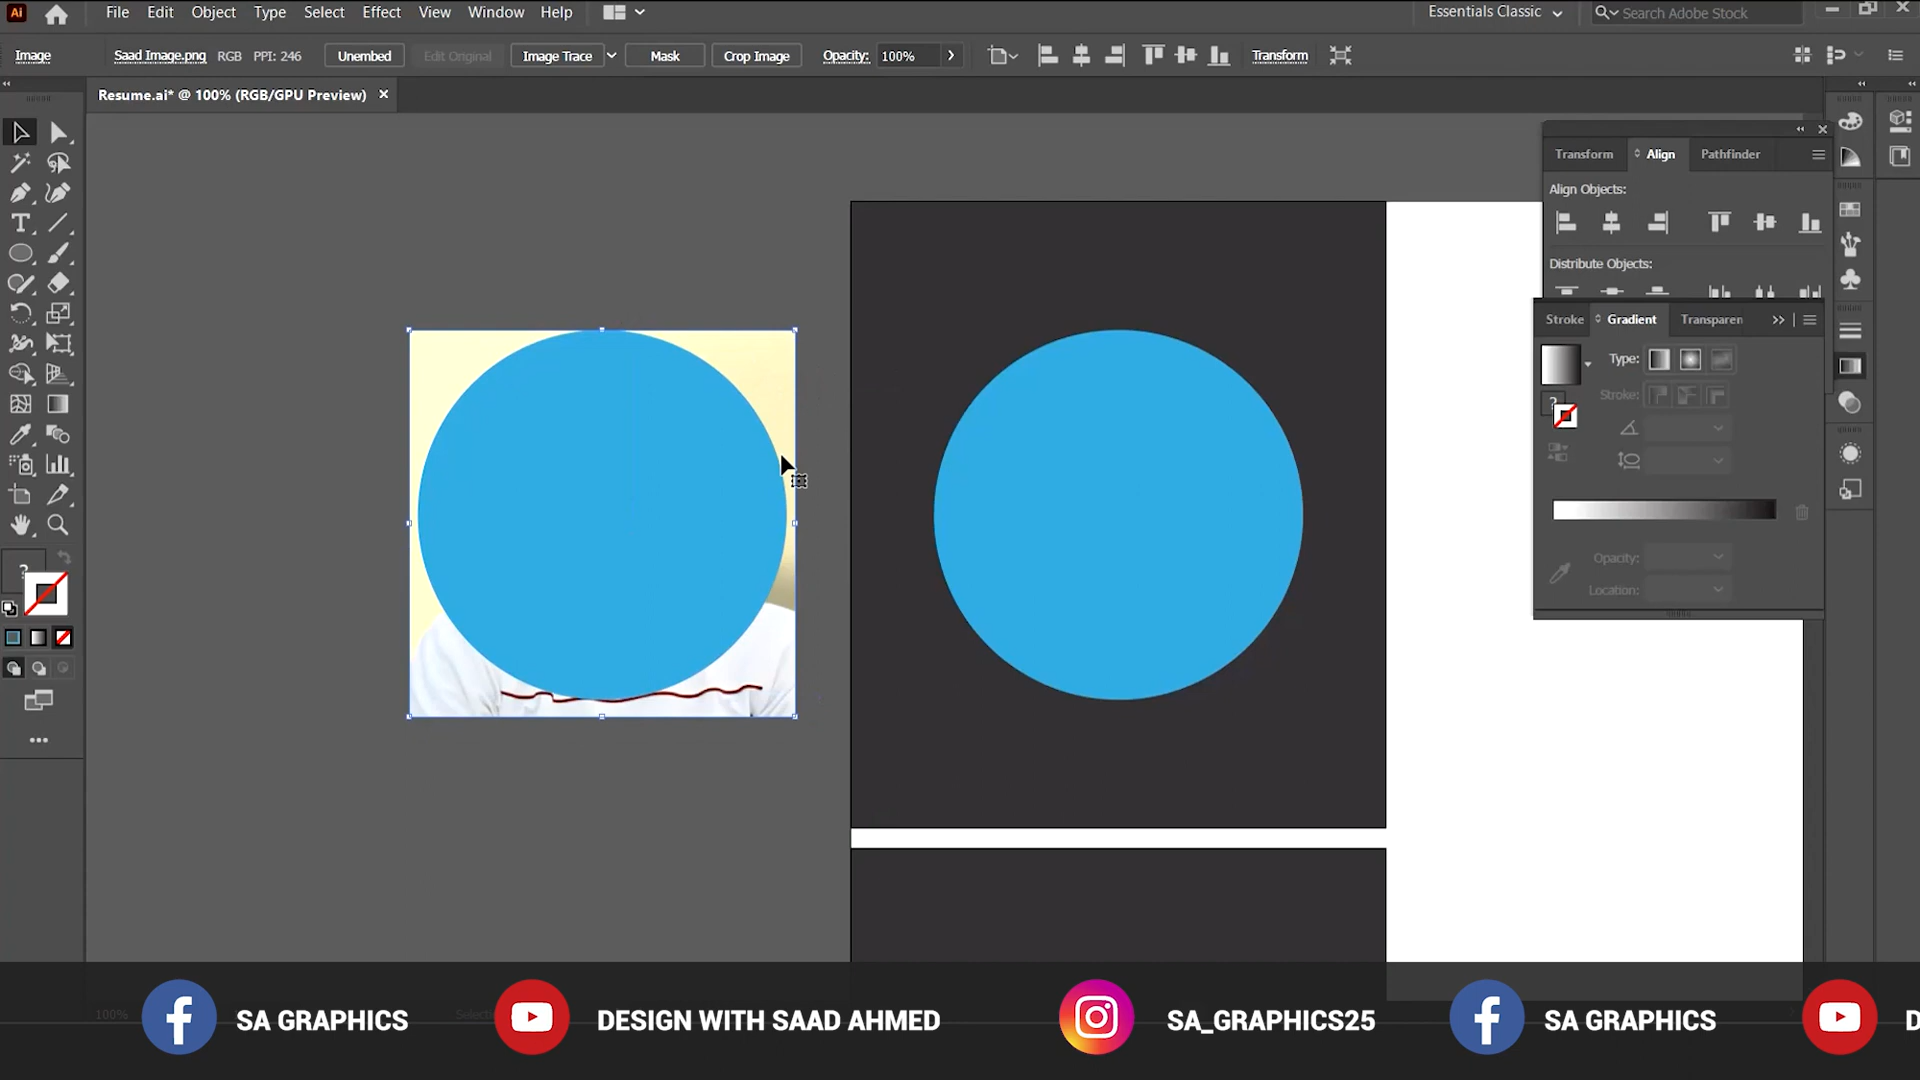 Ai File Edit Object Type Select Effect View Window Help Essentials Classic Search Adobe Stock
Image Saad Image.png RGB PPI: 246 Unembed Edit Original Image Trace Mask Crop Image Opacity: 100% Transform
Resume.ai* @ 100% (RGB/GPU Preview)
Transform Align Pathfinder
Align Objects:
Distribute Objects:
Stroke Gradient Transparen
Type:
Stroke:
?
Opacity:
Location:
?
100% Selecti
SA GRAPHICS DESIGN WITH SAAD AHMED SA_GRAPHICS25 SA GRAPHICS D